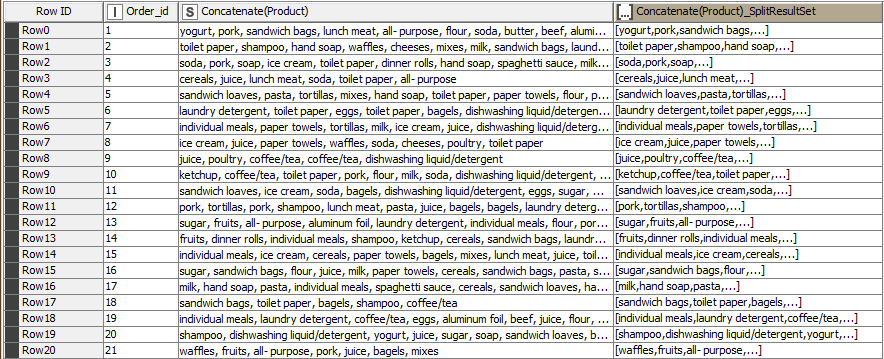 Row ID I Order_id S Concatenate(Product) [...] Concatenate(Product)_SplitResultSet
Row0 1 yogurt, pork, sandwich bags, lunch meat, all- purpose, flour, soda, butter, beef, alumi... [yogurt,pork,sandwich bags,...]
Row1 2 toilet paper, shampoo, hand soap, waffles, cheeses, mixes, milk, sandwich bags, laund... [toilet paper,shampoo,hand soap,...]
Row2 3 soda, pork, soap, ice cream, toilet paper, dinner rolls, hand soap, spaghetti sauce, milk... [soda,pork,soap,...]
Row3 4 cereals, juice, lunch meat, soda, toilet paper, all- purpose [cereals,juice,lunch meat,...]
Row4 5 sandwich loaves, pasta, tortillas, mixes, hand soap, toilet paper, paper towels, flour, p... [sandwich loaves,pasta,tortillas,...]
Row5 6 laundry detergent, toilet paper, eggs, toilet paper, bagels, dishwashing liquid/detergen... [laundry detergent,toilet paper,eggs,...]
Row6 7 individual meals, paper towels, tortillas, milk, ice cream, juice, dishwashing liquid/deterg... [individual meals,paper towels,tortillas,...]
Row7 8 ice cream, juice, paper towels, waffles, soda, cheeses, poultry, toilet paper [ice cream,juice,paper towels,...]
Row8 9 juice, poultry, coffee/tea, coffee/tea, dishwashing liquid/detergent [juice,poultry,coffee/tea,...]
Row9 10 ketchup, coffee/tea, toilet paper, pork, flour, milk, soda, dishwashing liquid/detergent, ... [ketchup,coffee/tea,toilet paper,...]
Row10 11 sandwich loaves, ice cream, soda, bagels, dishwashing liquid/detergent, eggs, sugar, ... [sandwich loaves,ice cream,soda,...]
Row11 12 pork, tortillas, pork, shampoo, lunch meat, pasta, juice, bagels, bagels, laundry deterg... [pork,tortillas,shampoo,...]
Row12 13 sugar, fruits, all- purpose, aluminum foil, laundry detergent, individual meals, flour, por... [sugar,fruits,all- purpose,...]
Row13 14 fruits, dinner rolls, individual meals, shampoo, ketchup, cereals, sandwich bags, laundr... [fruits,dinner rolls,individual meals,...]
Row14 15 individual meals, ice cream, cereals, paper towels, bagels, mixes, lunch meat, juice, toil... [individual meals,ice cream,cereals,...]
Row15 16 sugar, sandwich bags, flour, juice, milk, paper towels, cereals, sandwich bags, pasta, s... [sugar,sandwich bags,flour,...]
Row16 17 milk, hand soap, pasta, individual meals, spaghetti sauce, cereals, sandwich loaves, ha... [milk,hand soap,pasta,...]
Row17 18 sandwich bags, toilet paper, bagels, shampoo, coffee/tea [sandwich bags,toilet paper,bagels,...]
Row18 19 individual meals, laundry detergent, coffee/tea, eggs, aluminum foil, beef, juice, flour, ... [individual meals,laundry detergent,coffee/tea,...]
Row19 20 shampoo, dishwashing liquid/detergent, yogurt, juice, sugar, soap, sandwich loaves, b... [shampoo,dishwashing liquid/detergent,yogurt,...]
Row20 21 waffles, fruits, all- purpose, pork, juice, bagels, mixes [waffles,fruits,all- purpose,...]